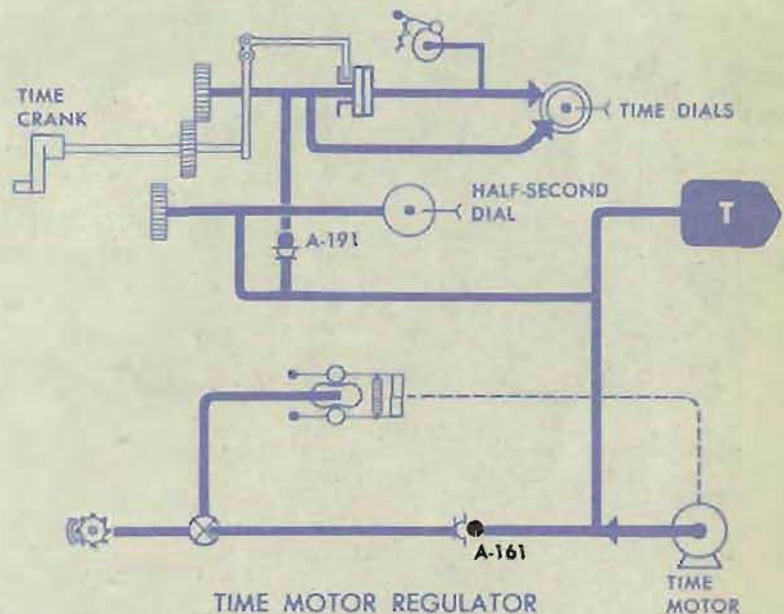 TIME
CRANK
TIME DIALS
HALF-SECOND
DIAL
T
A-191
A-161
TIME MOTOR REGULATOR
TIME
MOTOR